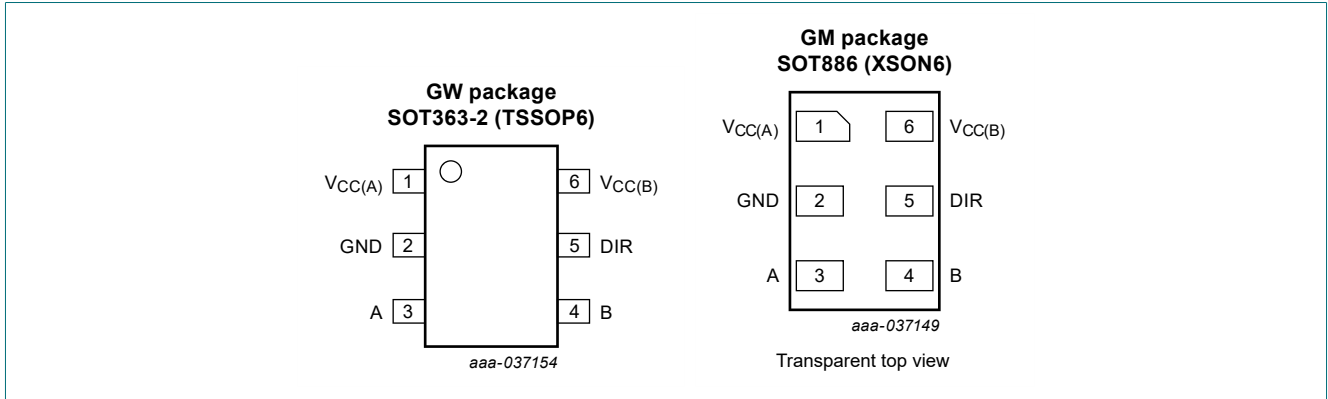 GW package
SOT363-2 (TSSOP6)
VCC(A) 1 6 VCC(B)
GND 2 5 DIR
A 3 4 B
aaa-037154
GM package
SOT886 (XSON6)
VCC(A) 1 6 VCC(B)
GND 2 5 DIR
A 3 4 B
aaa-037149
Transparent top view